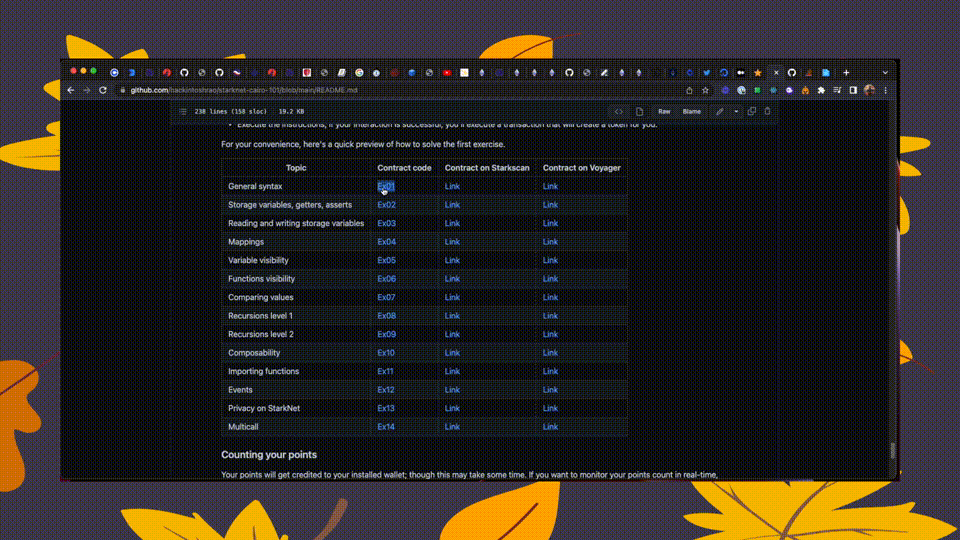 github.com/hackintoshrao/starknet-cairo-101/blob/main/README.md
238 lines (158 sloc) 19.2 KB
Raw
Blame
Execute the instructions, if your interaction is successful, you'll execute a transaction that will create a token for you.
For your convenience, here's a quick preview of how to solve the first exercise.
Topic Contract code Contract on Starkscan Contract on Voyager
General syntax Ex01 Link Link
Storage variables, getters, asserts Ex02 Link Link
Reading and writing storage variables Ex03 Link Link
Mappings Ex04 Link Link
Variable visibility Ex05 Link Link
Functions visibility Ex06 Link Link
Comparing values Ex07 Link Link
Recursions level 1 Ex08 Link Link
Recursions level 2 Ex09 Link Link
Composability Ex10 Link Link
Importing functions Ex11 Link Link
Events Ex12 Link Link
Privacy on StarkNet Ex13 Link Link
Multicall Ex14 Link Link
Counting your points
Your points will get credited to your installed wallet; though this may take some time. If you want to monitor your points count in real-time,